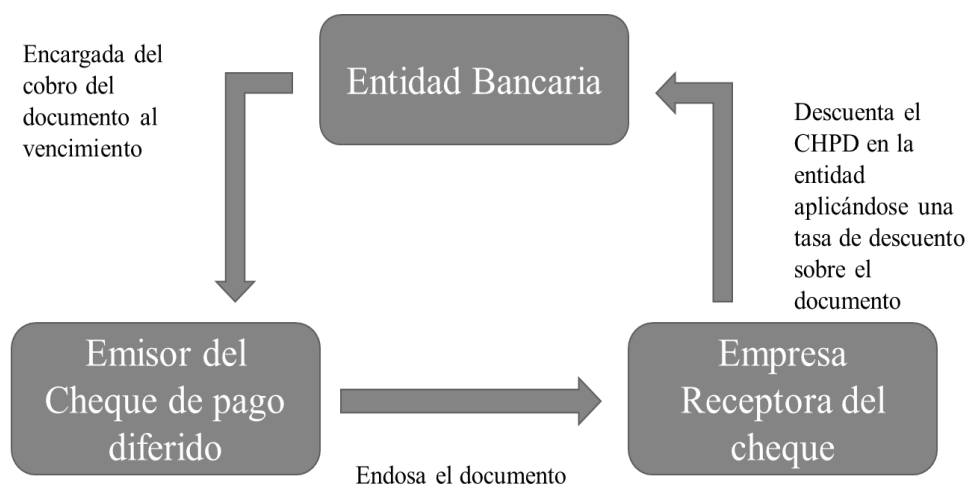 Encargada del
cobro del
documento al
vencimiento
Entidad Bancaria
Descuenta el
CHPD en la
entidad
aplicándose una
tasa de descuento
sobre el
documento
Emisor del
Cheque de pago
diferido
Endosa el documento
Empresa
Receptora del
cheque